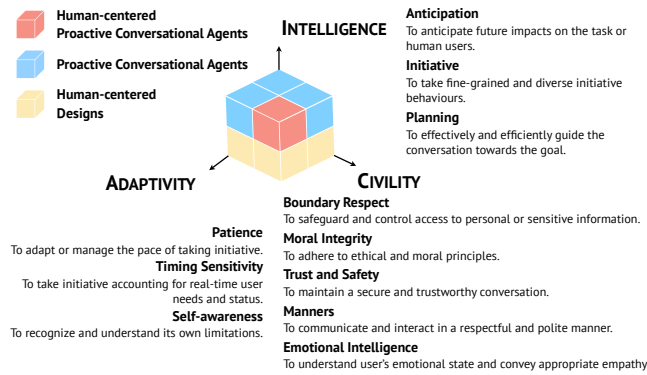 Human-centered
Proactive Conversational Agents
Proactive Conversational Agents
Human-centered
Designs
INTELLIGENCE
Anticipation
To anticipate future impacts on the task or
human users.
Initiative
To take fine-grained and diverse initiative
behaviours.
Planning
To effectively and efficiently guide the
conversation towards the goal.
ADAPTIVITY
Patience
To adapt or manage the pace of taking initiative.
Timing Sensitivity
To take initiative accounting for real-time user
needs and status.
Self-awareness
To recognize and understand its own limitations.
CIVILITY
Boundary Respect
To safeguard and control access to personal or sensitive information.
Moral Integrity
To adhere to ethical and moral principles.
Trust and Safety
To maintain a secure and trustworthy conversation.
Manners
To communicate and interact in a respectful and polite manner.
Emotional Intelligence
To understand user's emotional state and convey appropriate empathy